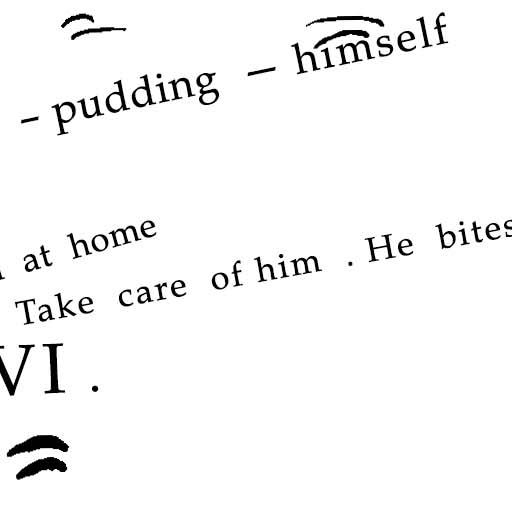 – pudding – himself
at home
Take care of him . He bites
VI .